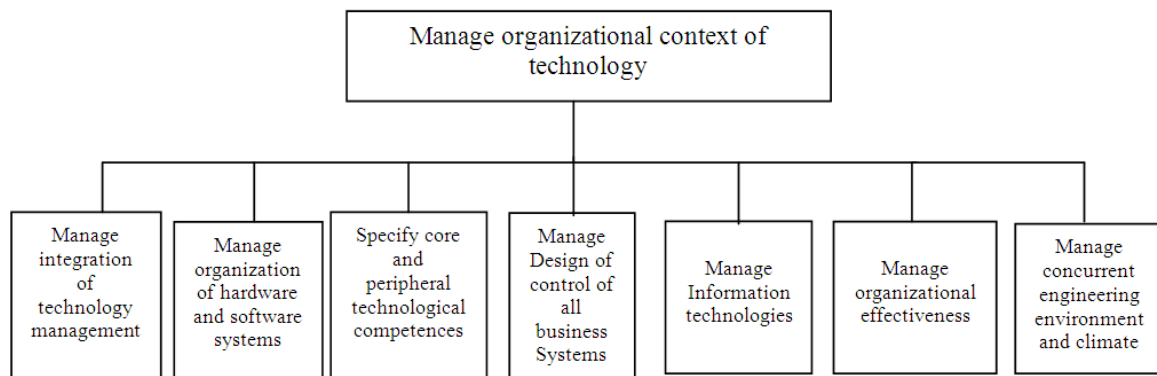 Manage organizational context of
technology
Manage
integration
of
technology
management
Manage
organization
of hardware
and software
systems
Specify core
and
peripheral
technological
competences
Manage
Design of
control of
all
business
Systems
Manage
Information
technologies
Manage
organizational
effectiveness
Manage
concurrent
engineering
environment
and climate